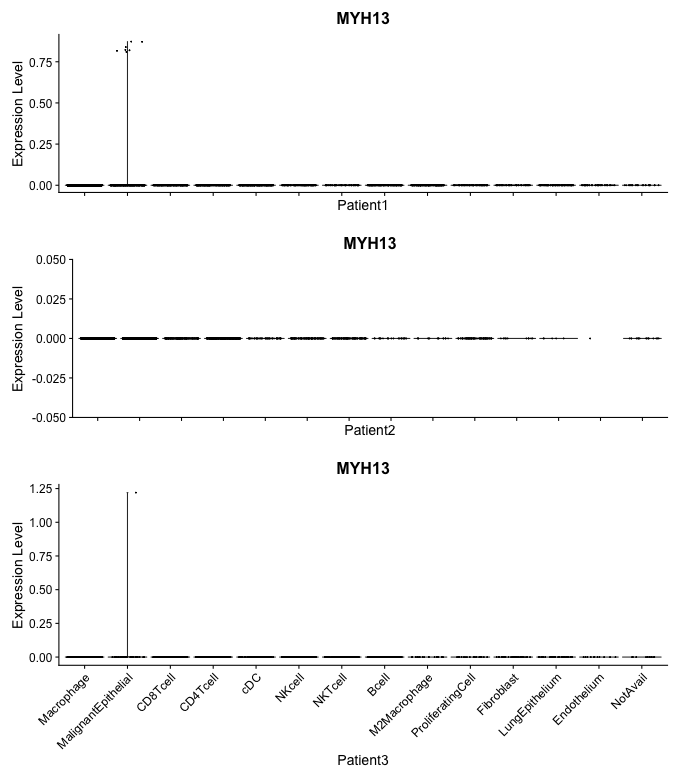 MYH13
Expression Level
0.75
0.50
0.25
0.00
Patient1
MYH13
Expression Level
0.050
0.025
0.000
-0.025
-0.050
Patient2
MYH13
Expression Level
1.25
1.00
0.75
0.50
0.25
0.00
Macrophage
MalignantEpithelial
CD8Tcell
CD4Tcell
cDC
NKcell
NKTcell
Bcell
M2Macrophage
ProliferatingCell
Fibroblast
LungEpithelium
Endothelium
NotAvail
Patient3